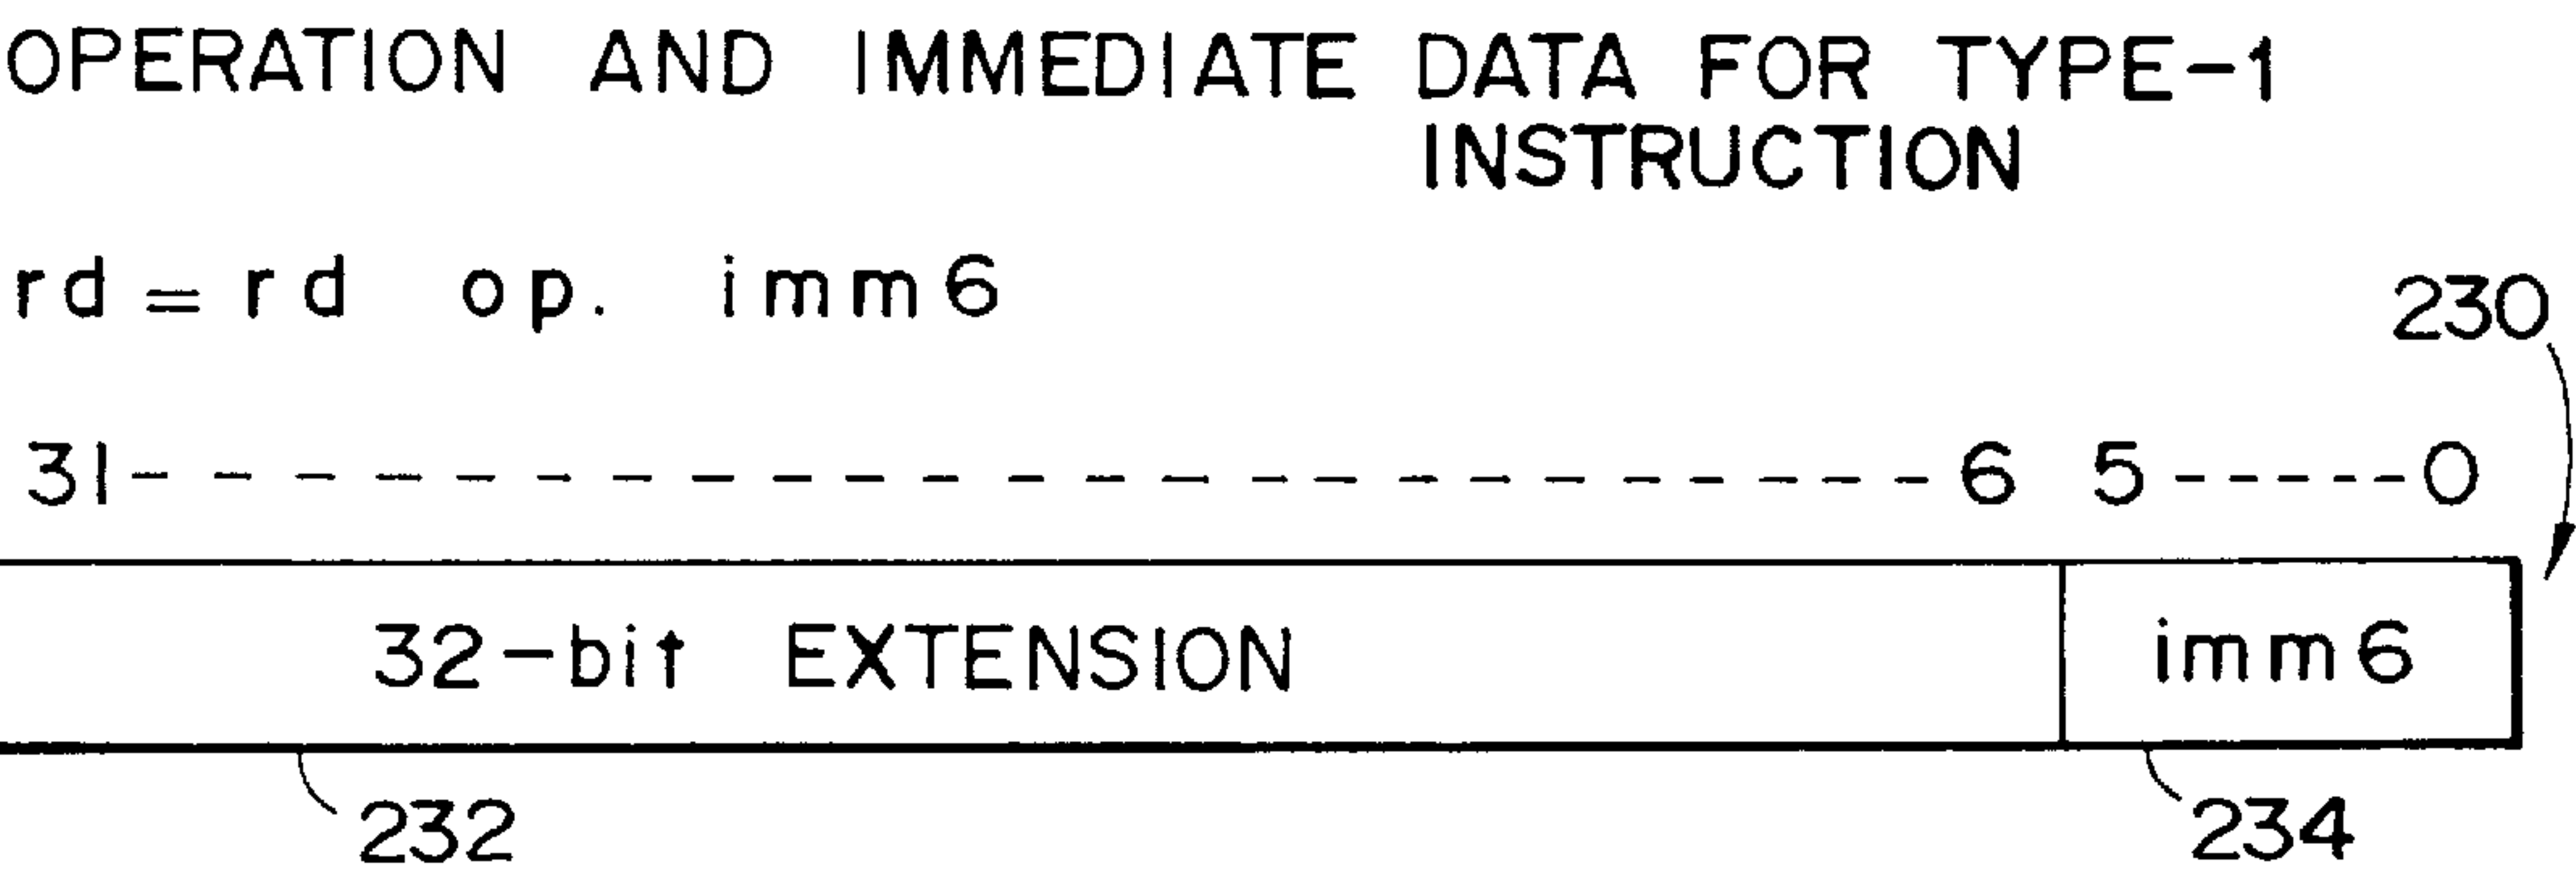 OPERATION AND IMMEDIATE DATA FOR TYPE-1
INSTRUCTION
rd = rd op. imm6
230
31- - - - - - - - - - - - - - - - - - - - - - -6 5-----0
32-bit EXTENSION imm6
232 234